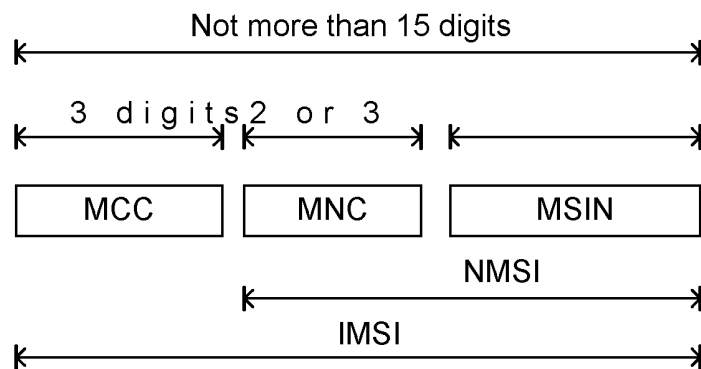 Not more than 15 digits
3 digits 2 or 3
MCC MNC MSIN
NMSI
IMSI